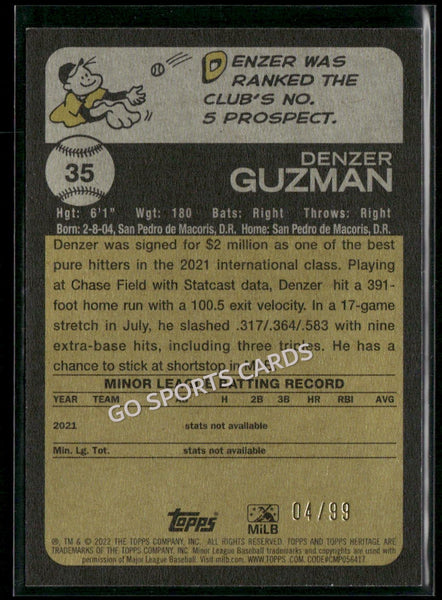 DENZER WAS
RANKED THE
CLUB'S NO.
5 PROSPECT.
35
DENZER
GUZMAN
Hgt: 6'1" Wgt: 180 Bats: Right Throws: Right
Born: 2-8-04, San Pedro de Macoris, D.R. Home: San Pedro de Macoris, D.R.
Denzer was signed for $2 million as one of the best
pure hitters in the 2021 international class. Playing
at Chase Field with Statcast data, Denzer hit a 391-
foot home run with a 100.5 exit velocity. In a 17-game
stretch in July, he slashed .317/.364/.583 with nine
extra-base hits, including three triples. He has a
chance to stick at shortstop in
MINOR LEAGUE BATTING RECORD
YEAR TEAM AB H 2B 3B HR RBI AVG
2021 stats not available
Min. Lg. Tot. stats not available
GO SPORTS CARDS
topps MiLB 04/99
®, TM & © 2022 THE TOPPS COMPANY, INC. ALL RIGHTS RESERVED. TOPPS AND TOPPS HERITAGE ARE
TRADEMARKS OF THE TOPPS COMPANY, INC. Minor League Baseball trademarks and copyrights are used with
permission of Major League Baseball. Visit milb.com. WWW.TOPPS.COM. CODE#CMP056417